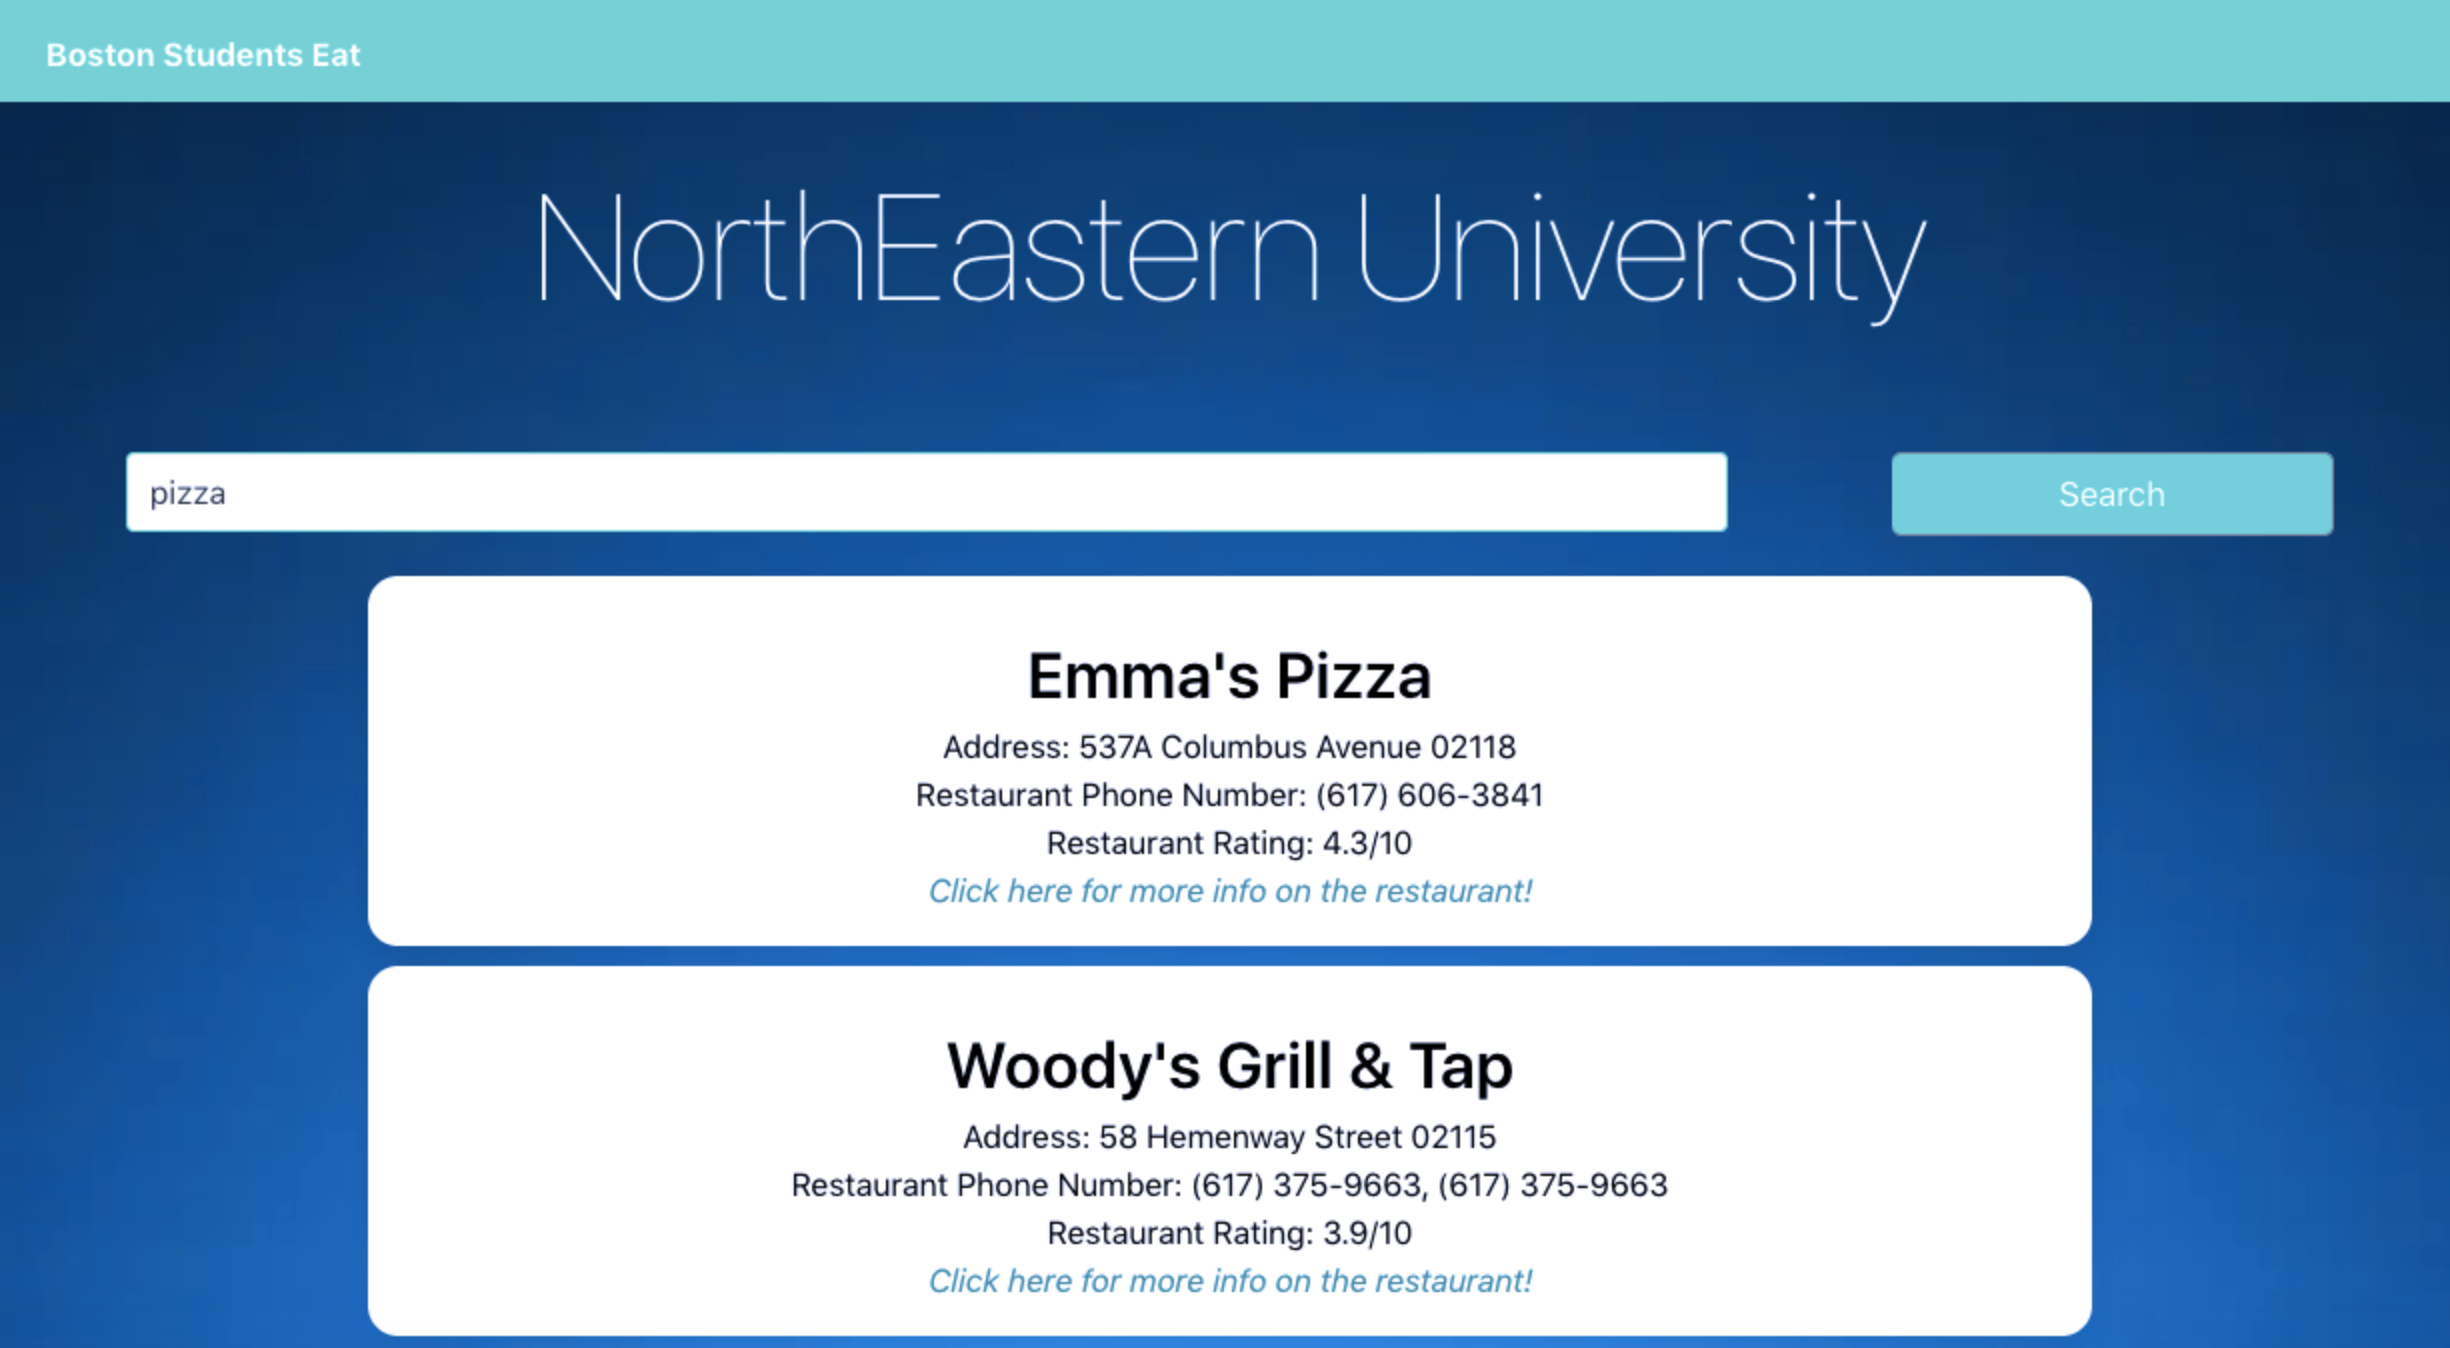 Boston Students Eat
NorthEastern University
pizza
Search
Emma's Pizza
Address: 537A Columbus Avenue 02118
Restaurant Phone Number: (617) 606-3841
Restaurant Rating: 4.3/10
Click here for more info on the restaurant!
Woody's Grill & Tap
Address: 58 Hemenway Street 02115
Restaurant Phone Number: (617) 375-9663, (617) 375-9663
Restaurant Rating: 3.9/10
Click here for more info on the restaurant!